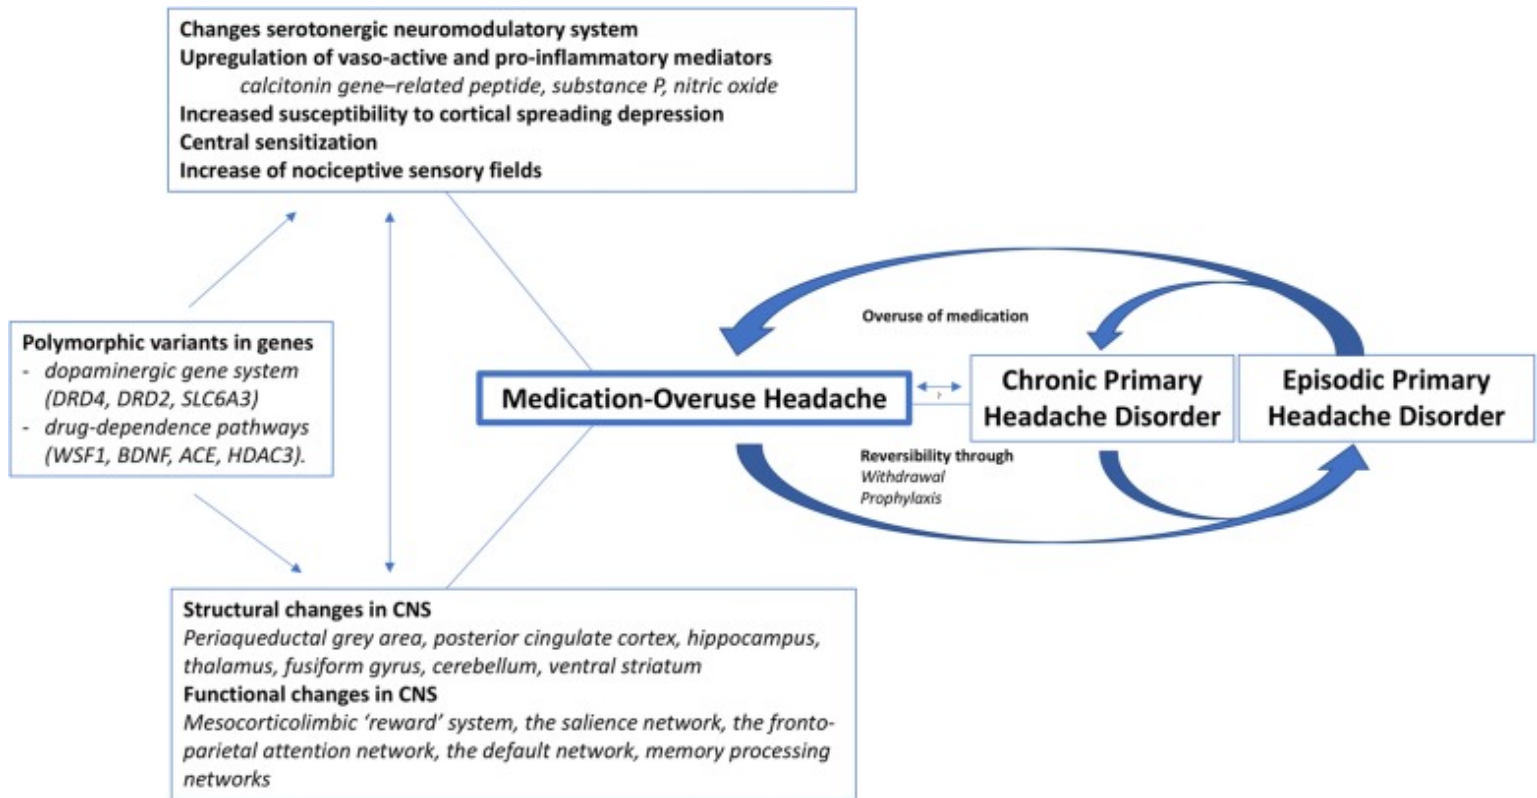 Changes serotonergic neuromodulatory system
Upregulation of vaso-active and pro-inflammatory mediators
calcitonin gene–related peptide, substance P, nitric oxide
Increased susceptibility to cortical spreading depression
Central sensitization
Increase of nociceptive sensory fields
Polymorphic variants in genes
- dopaminergic gene system
(DRD4, DRD2, SLC6A3)
- drug-dependence pathways
(WSF1, BDNF, ACE, HDAC3).
Overuse of medication
Medication-Overuse Headache
?
Chronic Primary
Headache Disorder
Episodic Primary
Headache Disorder
Reversibility through
Withdrawal
Prophylaxis
Structural changes in CNS
Periaqueductal grey area, posterior cingulate cortex, hippocampus,
thalamus, fusiform gyrus, cerebellum, ventral striatum
Functional changes in CNS
Mesocorticolimbic ‘reward’ system, the salience network, the fronto-
parietal attention network, the default network, memory processing
networks